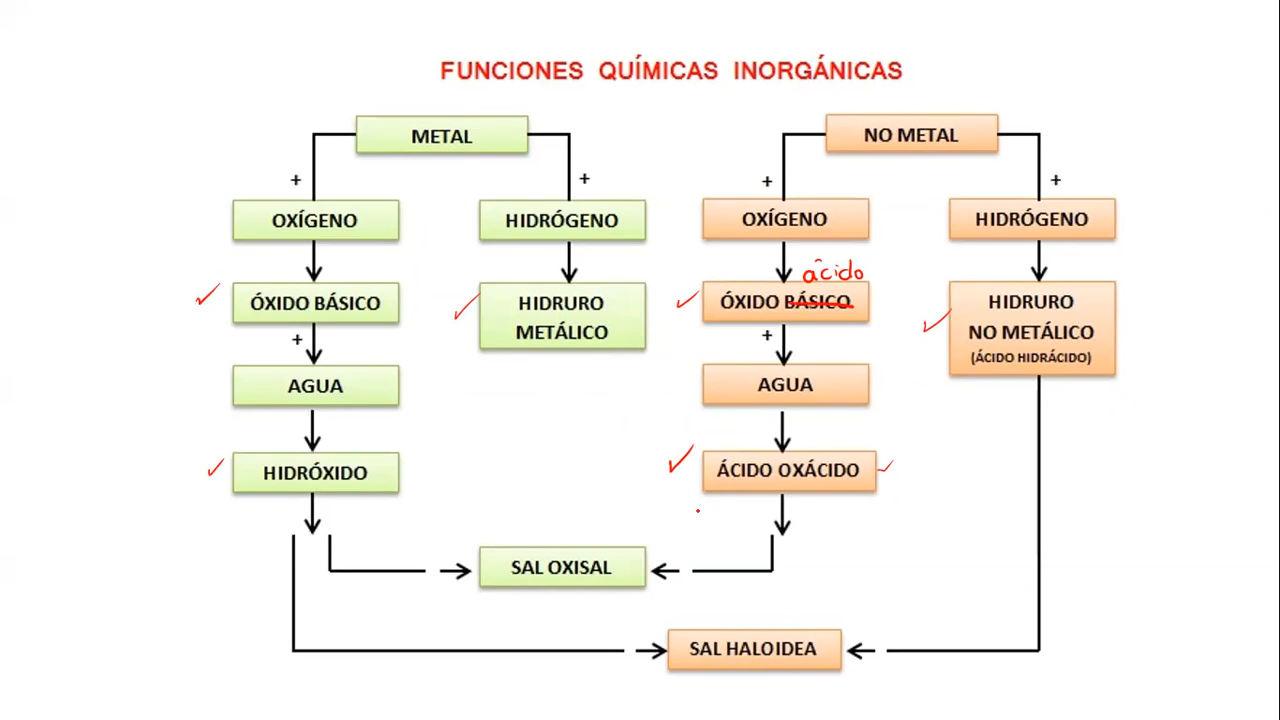 FUNCIONES QUÍMICAS INORGÁNICAS
METAL
NO METAL
+
+
+
+
OXÍGENO
HIDRÓGENO
OXÍGENO
HIDRÓGENO
ácido
ÓXIDO BÁSICO
HIDRURO
METÁLICO
ÓXIDO BÁSICO
HIDRURO
NO METÁLICO
(ÁCIDO HIDRÁCIDO)
+
+
AGUA
AGUA
HIDRÓXIDO
ÁCIDO OXÁCIDO
SAL OXISAL
SAL HALOIDEA